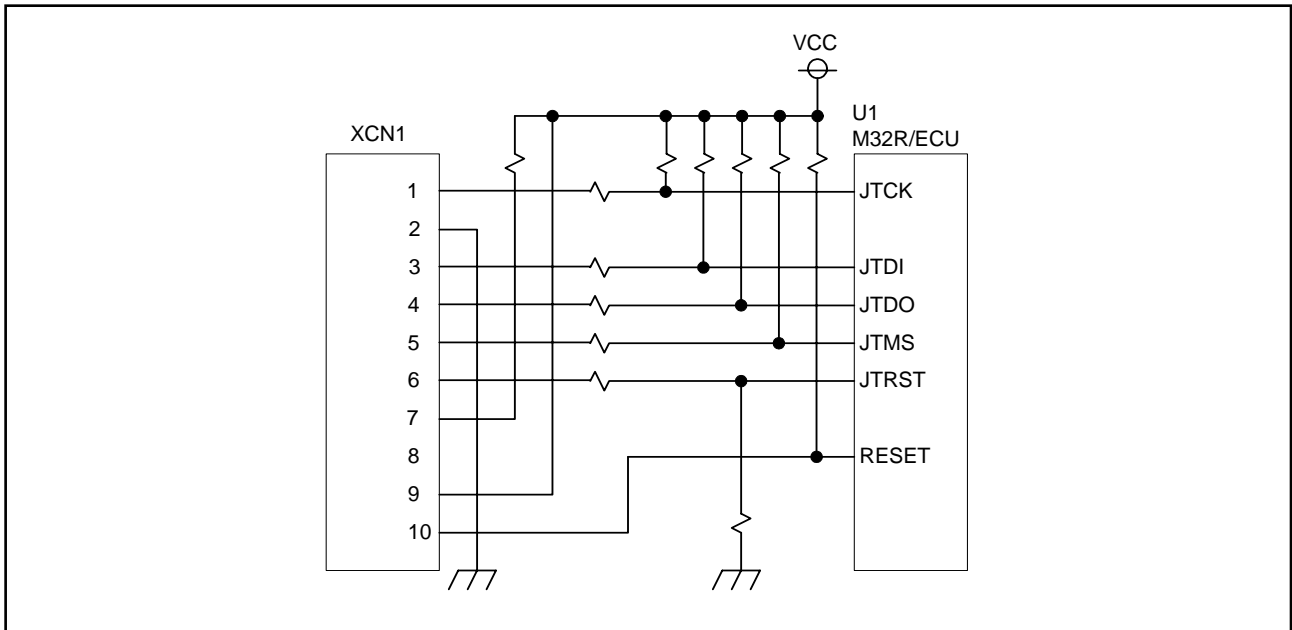 VCC
U1
M32R/ECU
XCN1
1
JTCK
2
3
JTDI
4
JTDO
5
JTMS
6
JTRST
7
8
RESET
9
10